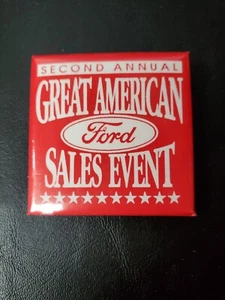 SECOND ANNUAL
GREAT AMERICAN
Ford
SALES EVENT